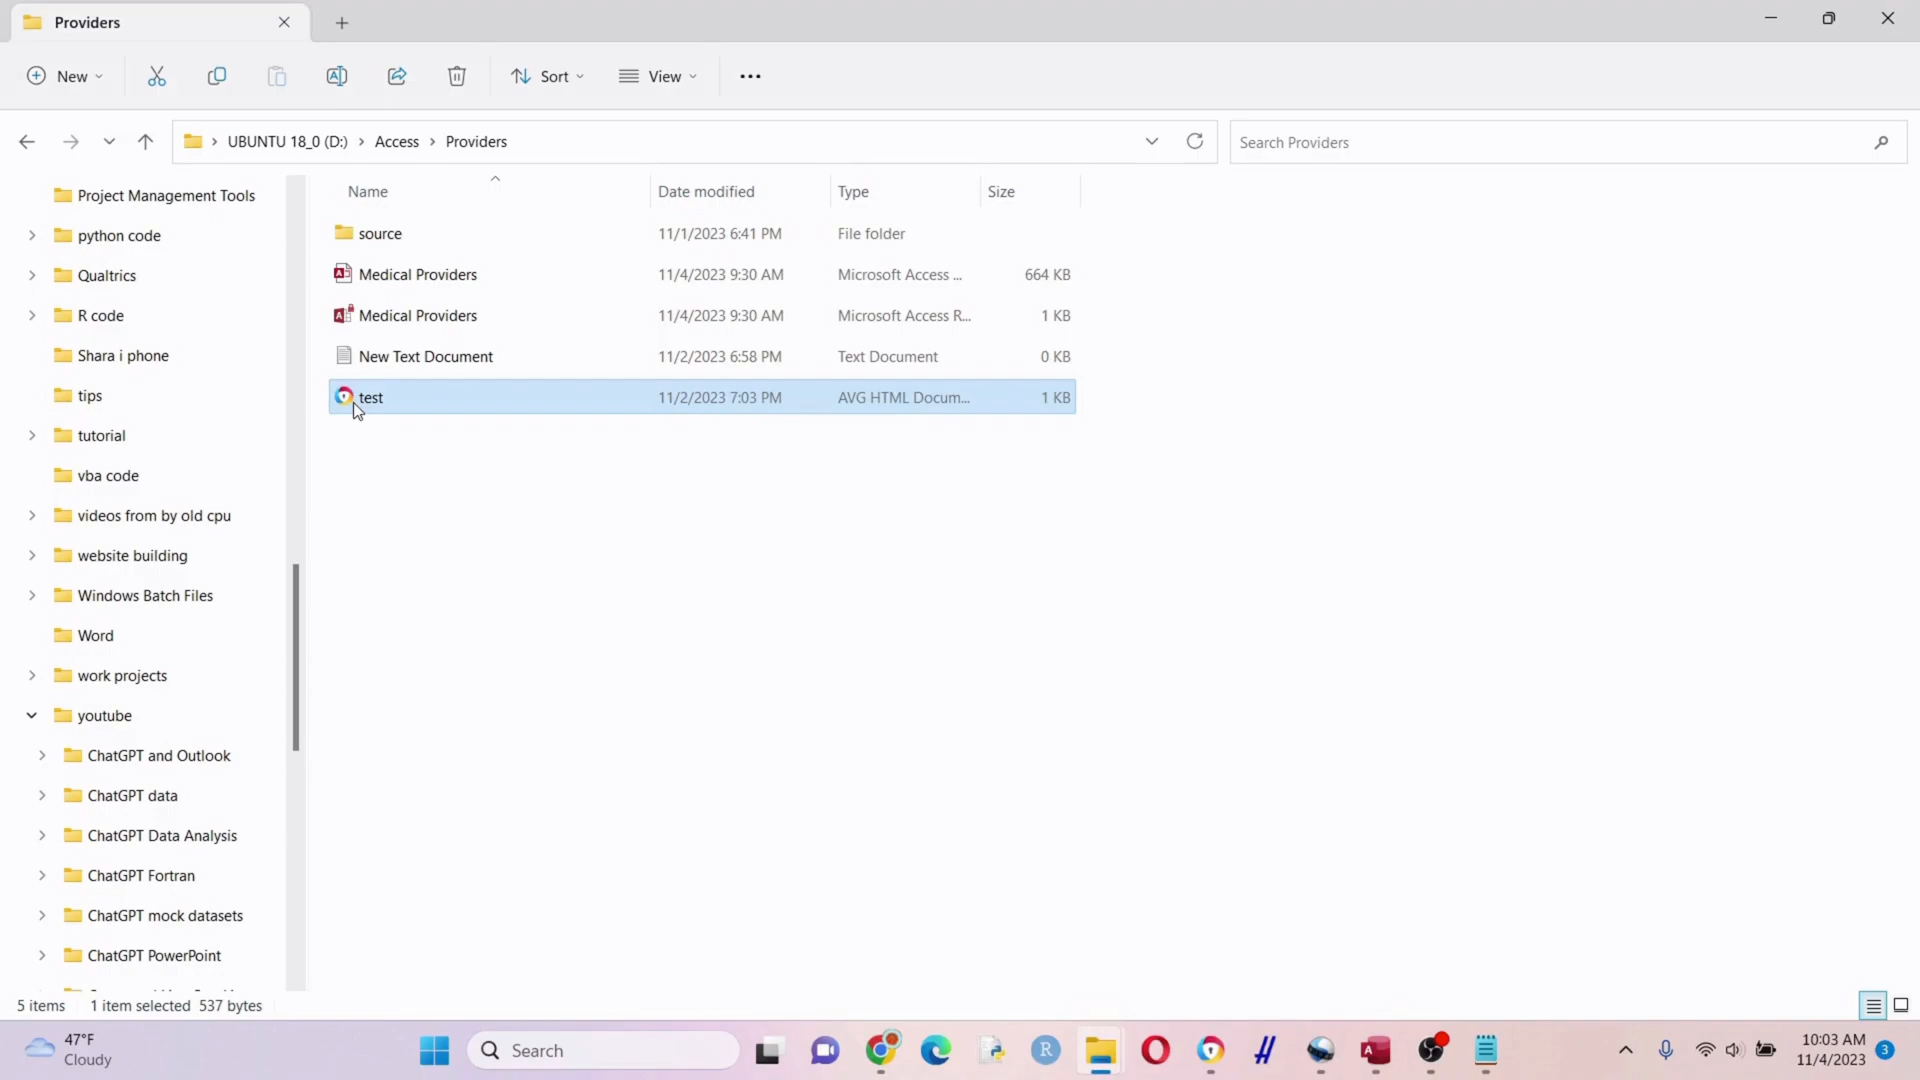 Providers
New
Sort
View
UBUNTU 18_0 (D:) Access Providers
Search Providers
Name Date modified Type Size
source 11/1/2023 6:41 PM File folder
Medical Providers 11/4/2023 9:30 AM Microsoft Access ... 664 KB
Medical Providers 11/4/2023 9:30 AM Microsoft Access R... 1 KB
New Text Document 11/2/2023 6:58 PM Text Document 0 KB
test 11/2/2023 7:03 PM AVG HTML Docum... 1 KB
Project Management Tools
python code
Qualtrics
R code
Shara i phone
tips
tutorial
vba code
videos from by old cpu
website building
Windows Batch Files
Word
work projects
youtube
ChatGPT and Outlook
ChatGPT data
ChatGPT Data Analysis
ChatGPT Fortran
ChatGPT mock datasets
ChatGPT PowerPoint
5 items 1 item selected 537 bytes
47°F
Cloudy
Search
R
10:03 AM
11/4/2023
3